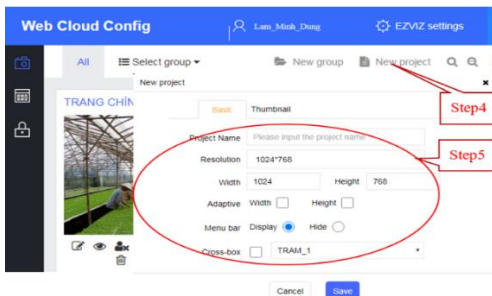 Web Cloud Config Lam_Minh_Dung EZVIZ settings
All Select group New group New project
New project
Step4
TRANG CHÍN
Basic Thumbnail
Project Name Please input the project name
Step5
Resolution 1024*768
Width 1024 Height 768
Adaptive Width Height
Menu bar Display Hide
Cross-box TRAM_1
Cancel Save